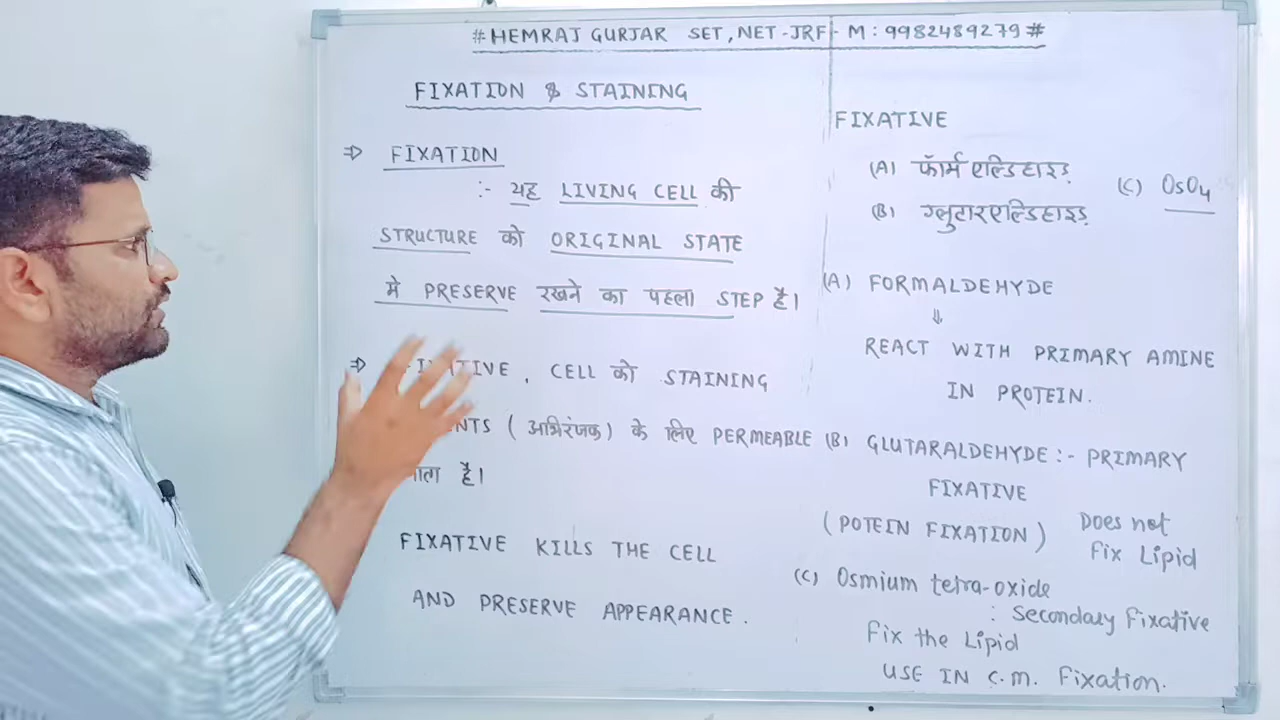 # HEMRAJ GURJAR SET, NET-JRF - M : 9982489279 #
FIXATION & STAINING
⇒ FIXATION
:- यह LIVING CELL की
STRUCTURE को ORIGINAL STATE
मे PRESERVE रखने का पहला STEP है।
⇒ , CELL को STAINING
( अभिरंजक ) के लिए PERMEABLE
है।
FIXATIVE KILLS THE CELL
AND PRESERVE APPEARANCE.
FIXATIVE
(A) फॉर्मएल्डिहाइड
(B) ग्लुटारएल्डिहाइड
(C) OsO4
(A) FORMALDEHYDE
⇓
REACT WITH PRIMARY AMINE
IN PROTEIN.
(B) GLUTARALDEHYDE :- PRIMARY
FIXATIVE
(POTEIN FIXATION)
Does not
Fix Lipid
(C) Osmium tetra-oxide
: Secondary Fixative
Fix the Lipid
USE IN C.M. Fixation.